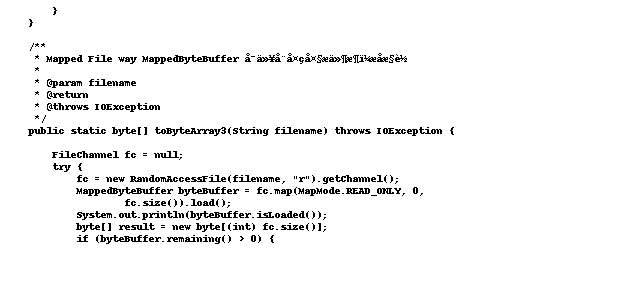 }
}
/**
* Mapped File way MappedByteBuffer å¯ä»¥å¨å¤çå¤§æä»¶æ¶ï¼æåæ§è½
*
* @param filename
* @return
* @throws IOException
*/
public static byte[] toByteArray3(String filename) throws IOException {
FileChannel fc = null;
try {
fc = new RandomAccessFile(filename, "r").getChannel();
MappedByteBuffer byteBuffer = fc.map(MapMode.READ_ONLY, 0,
fc.size()).load();
System.out.println(byteBuffer.isLoaded());
byte[] result = new byte[(int) fc.size()];
if (byteBuffer.remaining() > 0) {